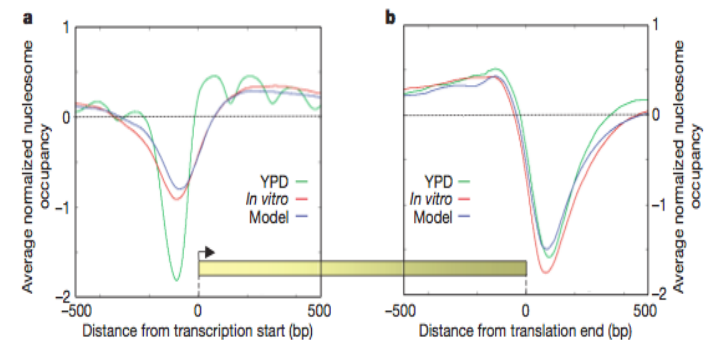 a
Average normalized nucleosome
occupancy
1
0
−1
−2
YPD
In vitro
Model
−500
0
500
Distance from transcription start (bp)
b
1
0
−1
−2
YPD
In vitro
Model
−500
0
500
Distance from translation end (bp)
Average normalized nucleosome
occupancy